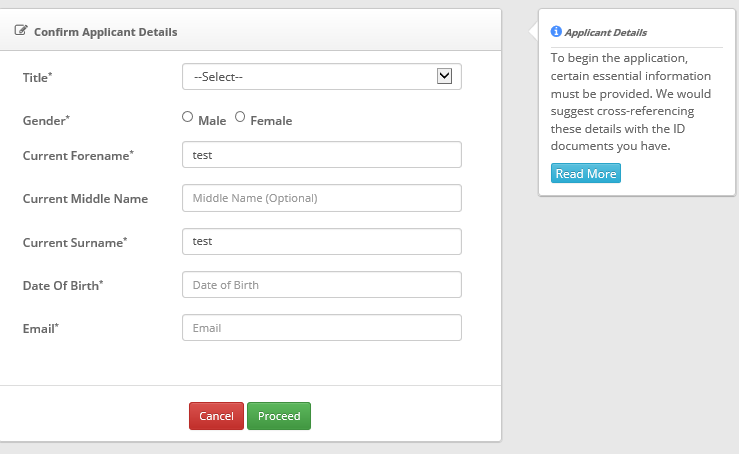 Confirm Applicant Details
Title*
--Select--
Gender*
Male
Female
Current Forename*
test
Current Middle Name
Middle Name (Optional)
Current Surname*
test
Date Of Birth*
Date of Birth
Email*
Email
Cancel
Proceed
Applicant Details
To begin the application,
certain essential information
must be provided. We would
suggest cross-referencing
these details with the ID
documents you have.
Read More